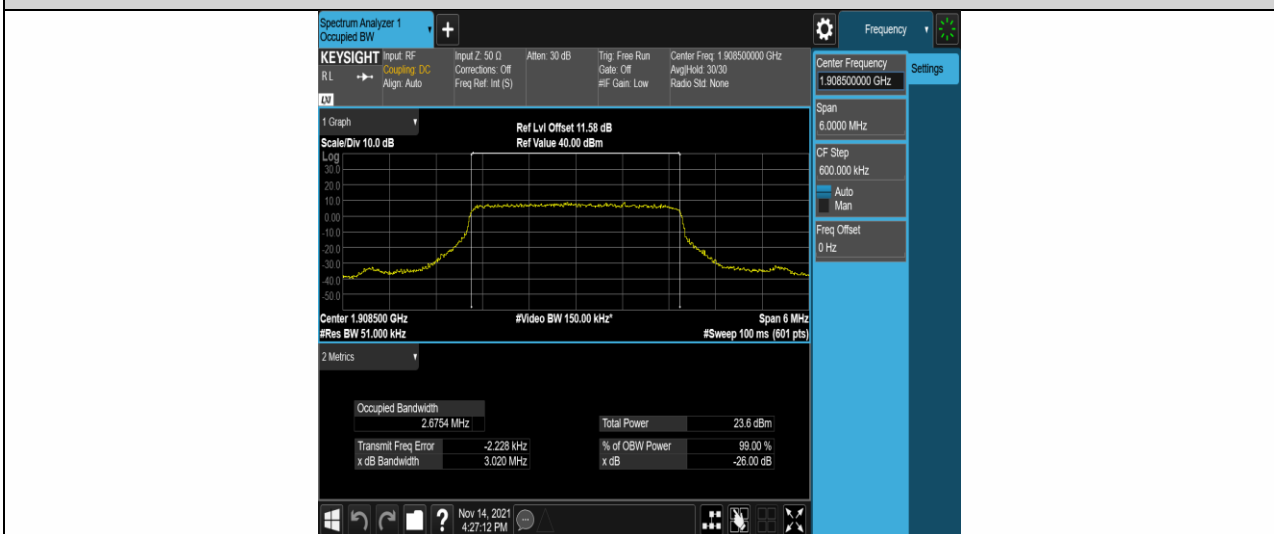 Spectrum Analyzer 1
Occupied BW
+
Frequency
KEYSIGHT
Input: RF
Input Z: 50 Ω
Atten: 30 dB
Trig: Free Run
Center Freq: 1.908500000 GHz
RL
Coupling: DC
Corrections: Off
Gate: Off
Avg|Hold: 30/30
Align: Auto
Freq Ref: Int (S)
#IF Gain: Low
Radio Std: None
LXI
Center Frequency
1.908500000 GHz
Settings
Span
6.0000 MHz
CF Step
600.000 kHz
Auto
Man
Freq Offset
0 Hz
1 Graph
Ref Lvl Offset 11.58 dB
Scale/Div 10.0 dB
Ref Value 40.00 dBm
Log
30.0
20.0
10.0
0.00
-10.0
-20.0
-30.0
-40.0
-50.0
Center 1.908500 GHz
#Video BW 150.00 kHz*
Span 6 MHz
#Res BW 51.000 kHz
#Sweep 100 ms (601 pts)
2 Metrics
Occupied Bandwidth
2.6754 MHz
Total Power
23.6 dBm
Transmit Freq Error
-2.228 kHz
% of OBW Power
99.00 %
x dB Bandwidth
3.020 MHz
x dB
-26.00 dB
?
Nov 14, 2021
4:27:12 PM